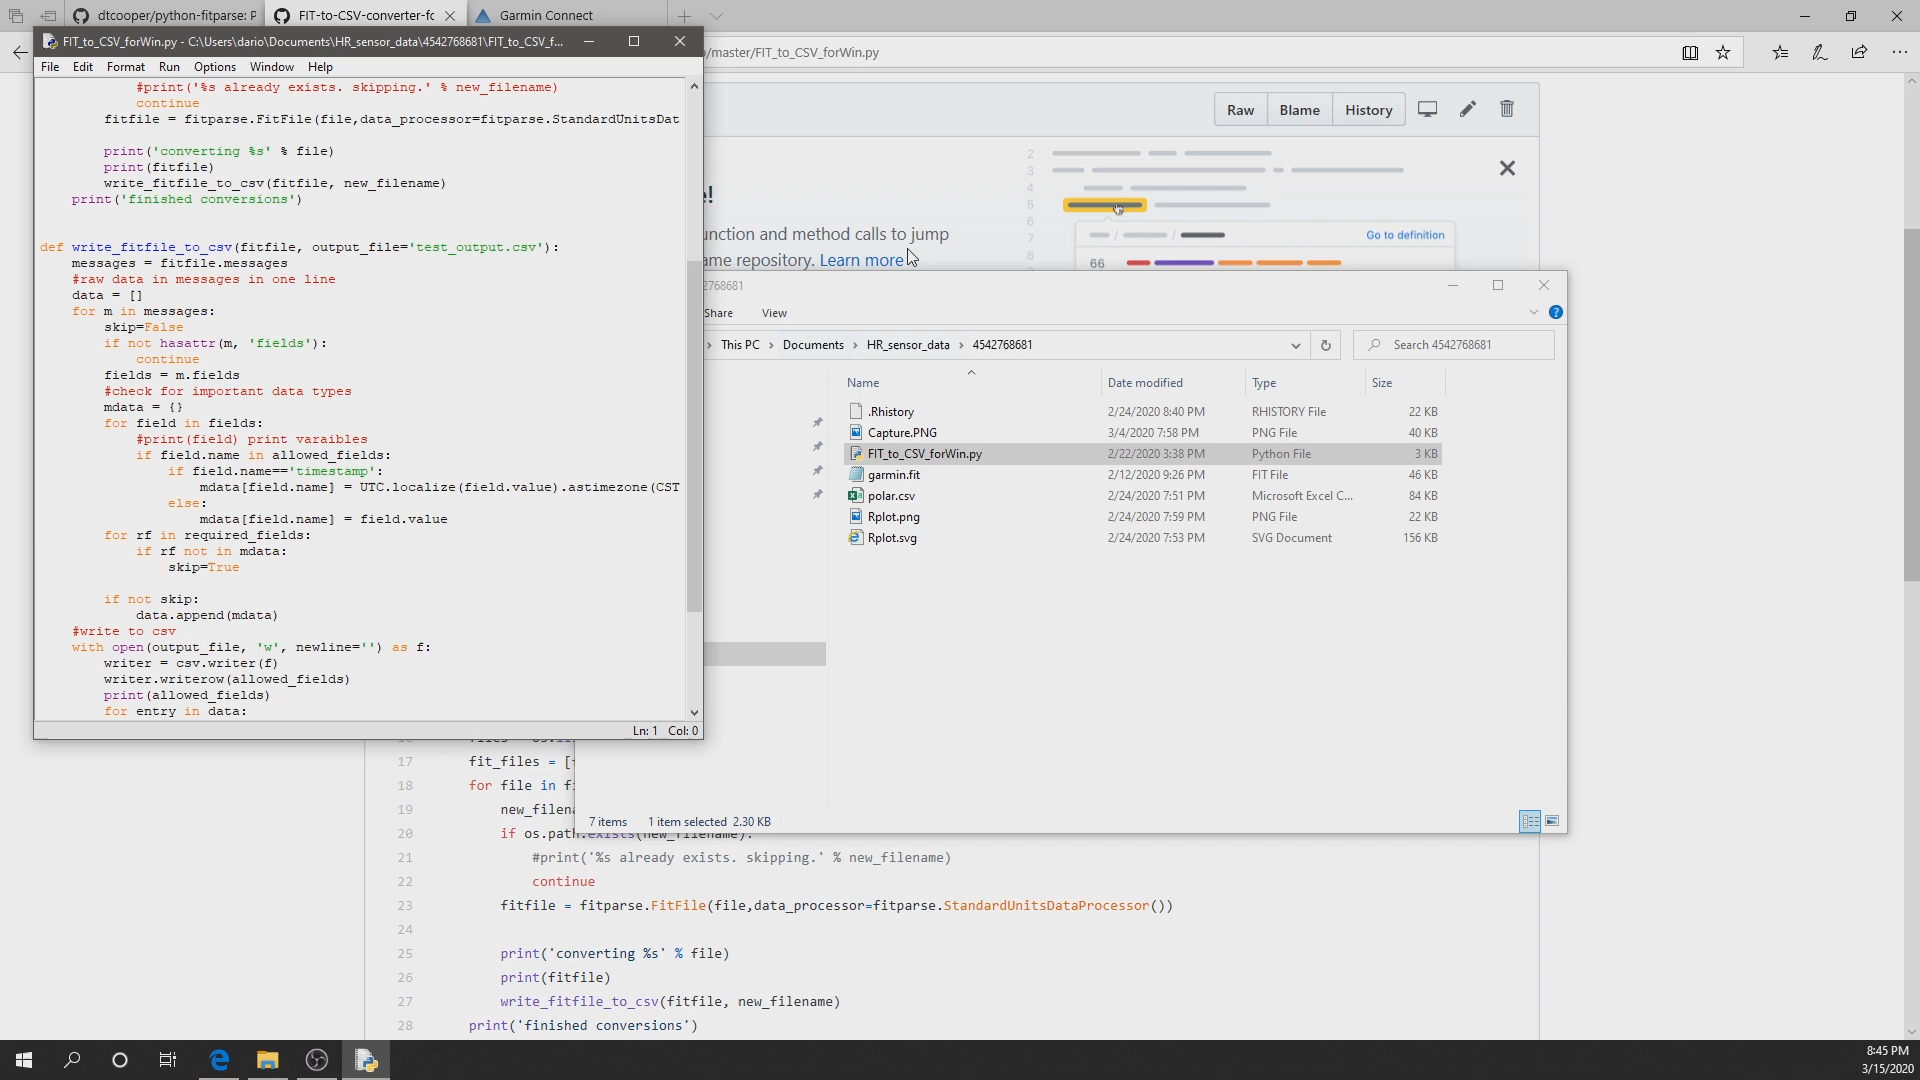 dtcooper/python-fitparse: P
FIT-to-CSV-converter-fc
Garmin Connect
FIT_to_CSV_forWin.py - C:\Users\dario\Documents\HR_sensor_data\4542768681\FIT_to_CSV_f...
/master/FIT_to_CSV_forWin.py
File Edit Format Run Options Window Help
#print('%s already exists. skipping.' % new_filename)
continue
fitfile = fitparse.FitFile(file,data_processor=fitparse.StandardUnitsDat
print('converting %s' % file)
print(fitfile)
write_fitfile_to_csv(fitfile, new_filename)
print('finished conversions')
def write_fitfile_to_csv(fitfile, output_file='test_output.csv'):
messages = fitfile.messages
#raw data in messages in one line
data = []
for m in messages:
skip=False
if not hasattr(m, 'fields'):
continue
fields = m.fields
#check for important data types
mdata = {}
for field in fields:
#print(field) print varaibles
if field.name in allowed_fields:
if field.name=='timestamp':
mdata[field.name] = UTC.localize(field.value).astimezone(CST
else:
mdata[field.name] = field.value
for rf in required_fields:
if rf not in mdata:
skip=True
if not skip:
data.append(mdata)
#write to csv
with open(output_file, 'w', newline='') as f:
writer = csv.writer(f)
writer.writerow(allowed_fields)
print(allowed_fields)
for entry in data:
Ln: 1 Col: 0
Raw Blame History
2
3
4
5
6
7
8
9
10
Go to definition
66
e!
unction and method calls to jump
ame repository. Learn more
2768681
Share View
This PC > Documents > HR_sensor_data > 4542768681
Search 4542768681
Name Date modified Type Size
.Rhistory 2/24/2020 8:40 PM RHISTORY File 22 KB
Capture.PNG 3/4/2020 7:58 PM PNG File 40 KB
FIT_to_CSV_forWin.py 2/22/2020 3:38 PM Python File 3 KB
garmin.fit 2/12/2020 9:26 PM FIT File 46 KB
polar.csv 2/24/2020 7:51 PM Microsoft Excel C... 84 KB
Rplot.png 2/24/2020 7:59 PM PNG File 22 KB
Rplot.svg 2/24/2020 7:53 PM SVG Document 156 KB
7 items 1 item selected 2.30 KB
17 fit_files = [
18 for file in fi
19 new_filena
20 if os.path.exists(new_filename):
21 #print('%s already exists. skipping.' % new_filename)
22 continue
23 fitfile = fitparse.FitFile(file,data_processor=fitparse.StandardUnitsDataProcessor())
24
25 print('converting %s' % file)
26 print(fitfile)
27 write_fitfile_to_csv(fitfile, new_filename)
28 print('finished conversions')
8:45 PM
3/15/2020